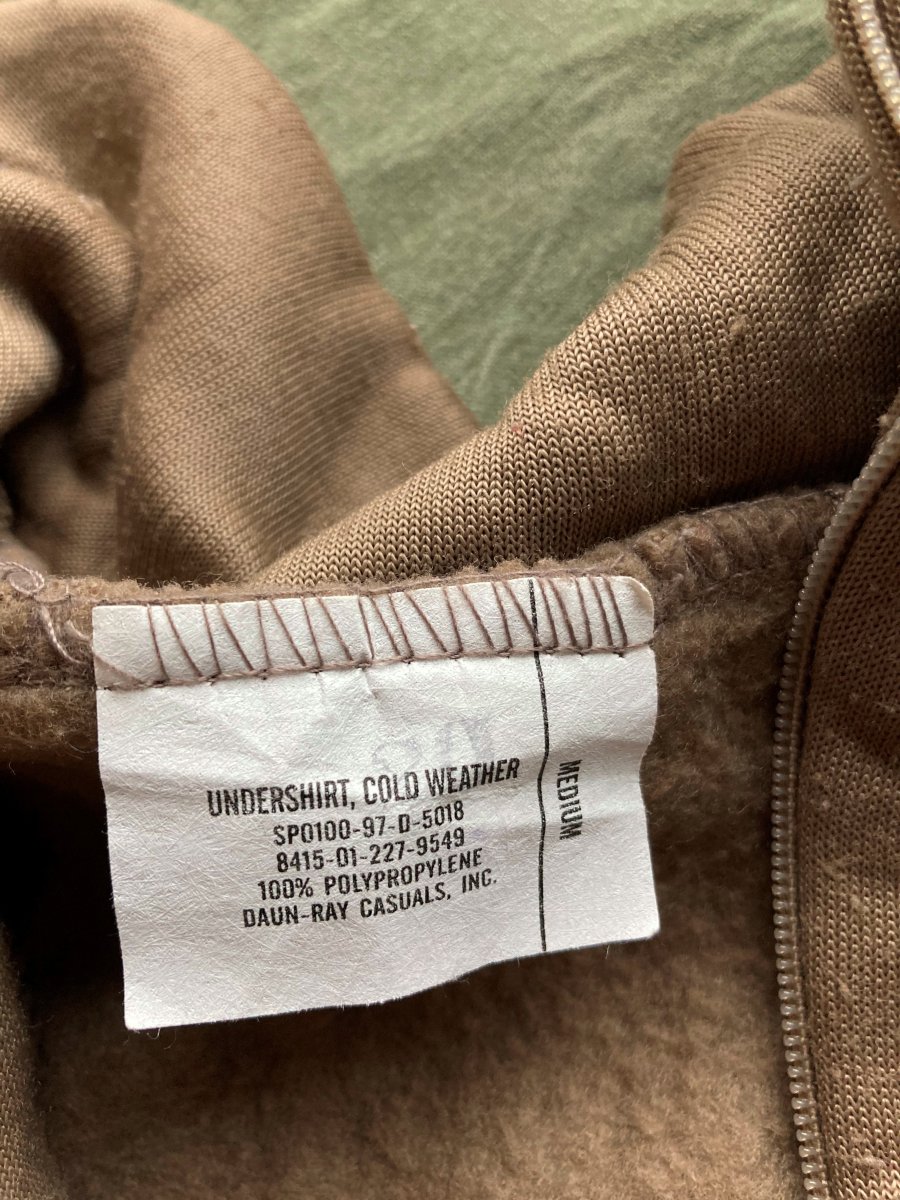 UNDERSHIRT, COLD WEATHER
SP0100-97-D-5018
8415-01-227-9549
100% POLYPROPYLENE
DAUN-RAY CASUALS, INC.
MEDIUM